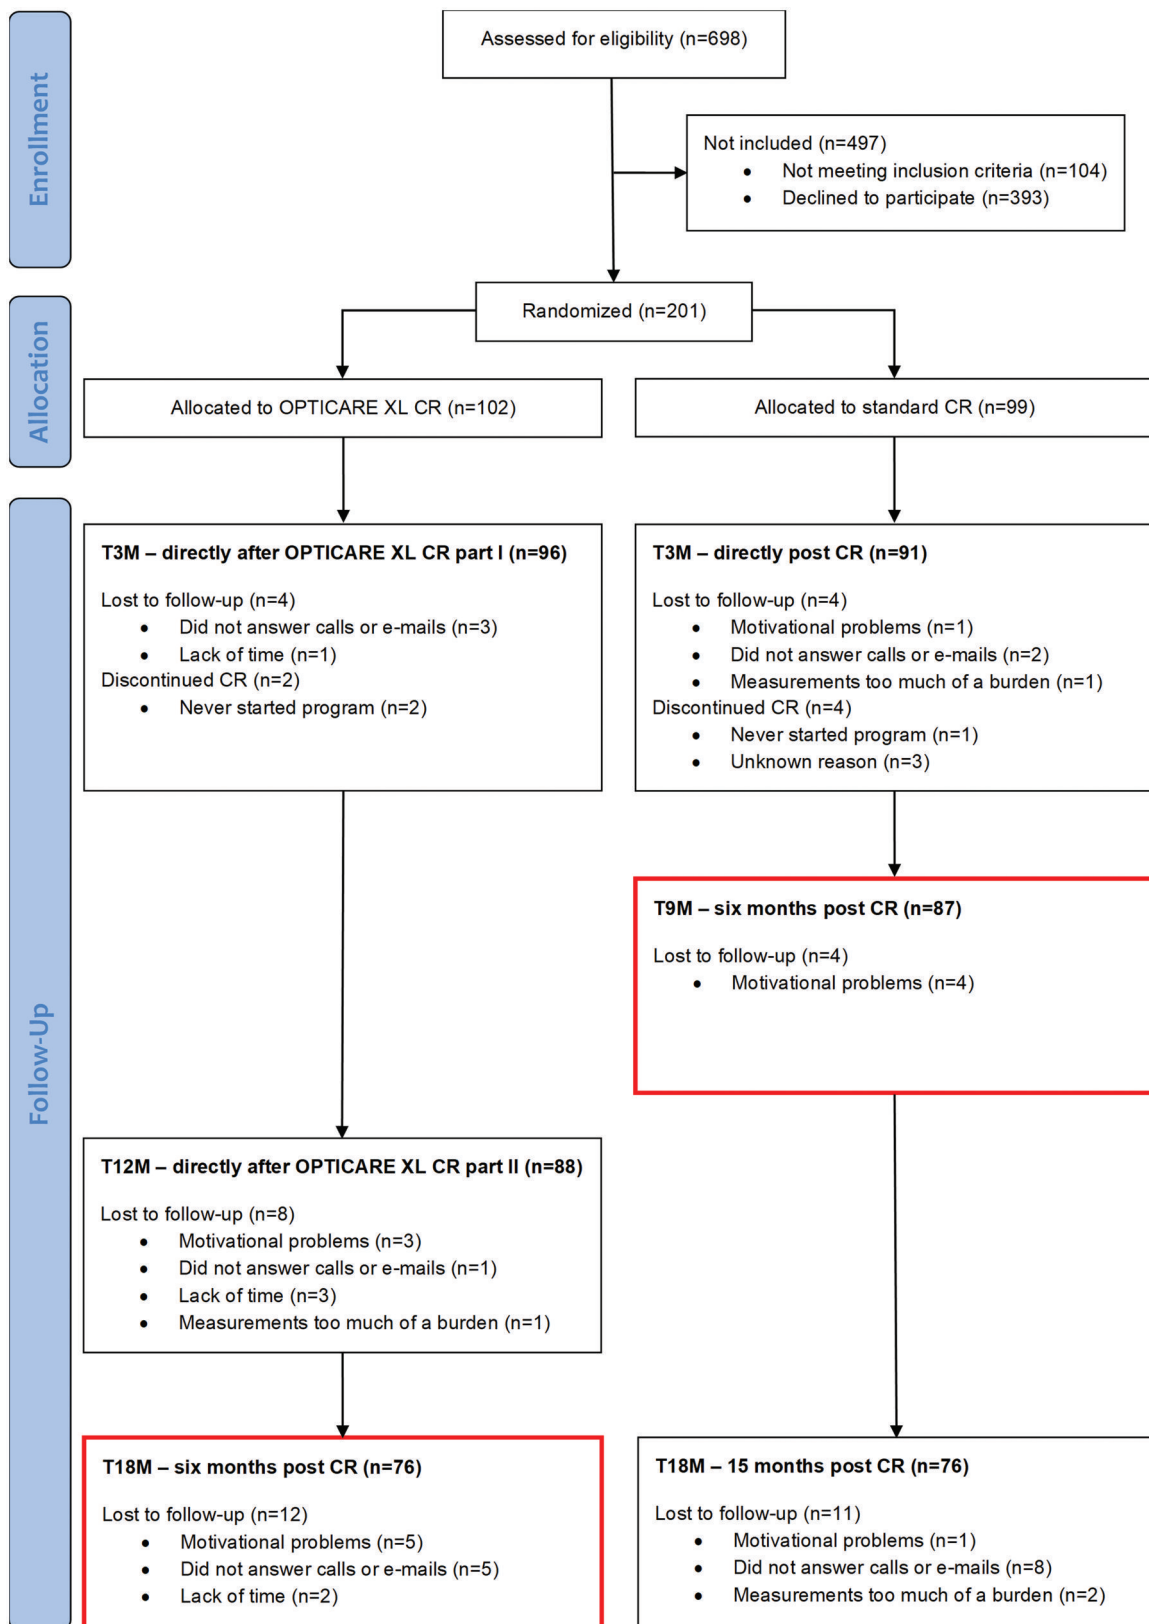 Enrollment
Assessed for eligibility (n=698)
Not included (n=497)
• Not meeting inclusion criteria (n=104)
• Declined to participate (n=393)
Allocation
Randomized (n=201)
Allocated to OPTICARE XL CR (n=102)
Allocated to standard CR (n=99)
Follow-Up
T3M – directly after OPTICARE XL CR part I (n=96)
Lost to follow-up (n=4)
• Did not answer calls or e-mails (n=3)
• Lack of time (n=1)
Discontinued CR (n=2)
• Never started program (n=2)
T3M – directly post CR (n=91)
Lost to follow-up (n=4)
• Motivational problems (n=1)
• Did not answer calls or e-mails (n=2)
• Measurements too much of a burden (n=1)
Discontinued CR (n=4)
• Never started program (n=1)
• Unknown reason (n=3)
T9M – six months post CR (n=87)
Lost to follow-up (n=4)
• Motivational problems (n=4)
T12M – directly after OPTICARE XL CR part II (n=88)
Lost to follow-up (n=8)
• Motivational problems (n=3)
• Did not answer calls or e-mails (n=1)
• Lack of time (n=3)
• Measurements too much of a burden (n=1)
T18M – six months post CR (n=76)
Lost to follow-up (n=12)
• Motivational problems (n=5)
• Did not answer calls or e-mails (n=5)
• Lack of time (n=2)
T18M – 15 months post CR (n=76)
Lost to follow-up (n=11)
• Motivational problems (n=1)
• Did not answer calls or e-mails (n=8)
• Measurements too much of a burden (n=2)